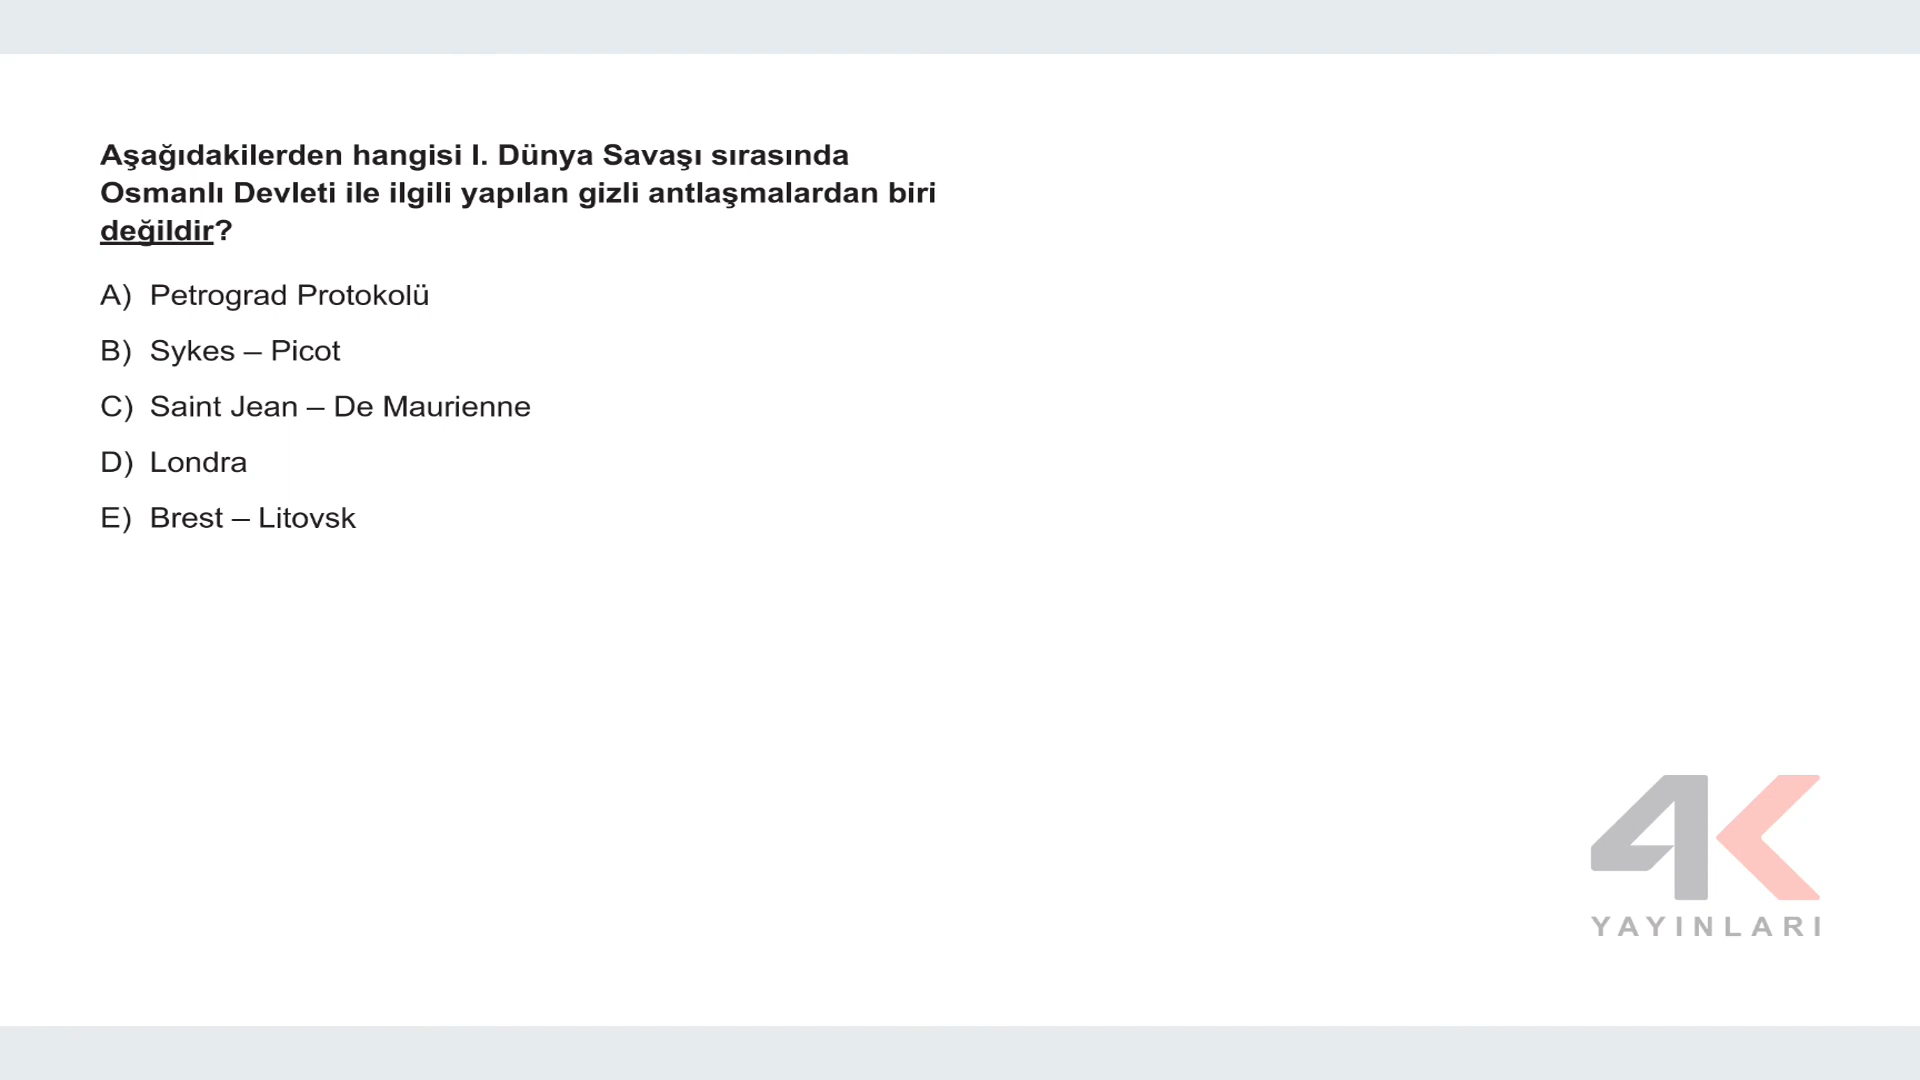 Aşağıdakilerden hangisi I. Dünya Savaşı sırasında
Osmanlı Devleti ile ilgili yapılan gizli antlaşmalardan biri
değildir?
A) Petrograd Protokolü
B) Sykes – Picot
C) Saint Jean – De Maurienne
D) Londra
E) Brest – Litovsk
4K
YAYINLARI